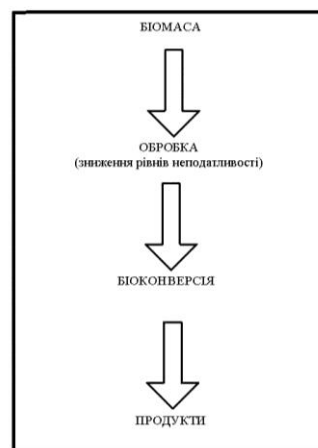 БІОМАСА
ОБРОБКА
(зниження рівнів неподатливості)
БІОКОНВЕРСІЯ
ПРОДУКТИ